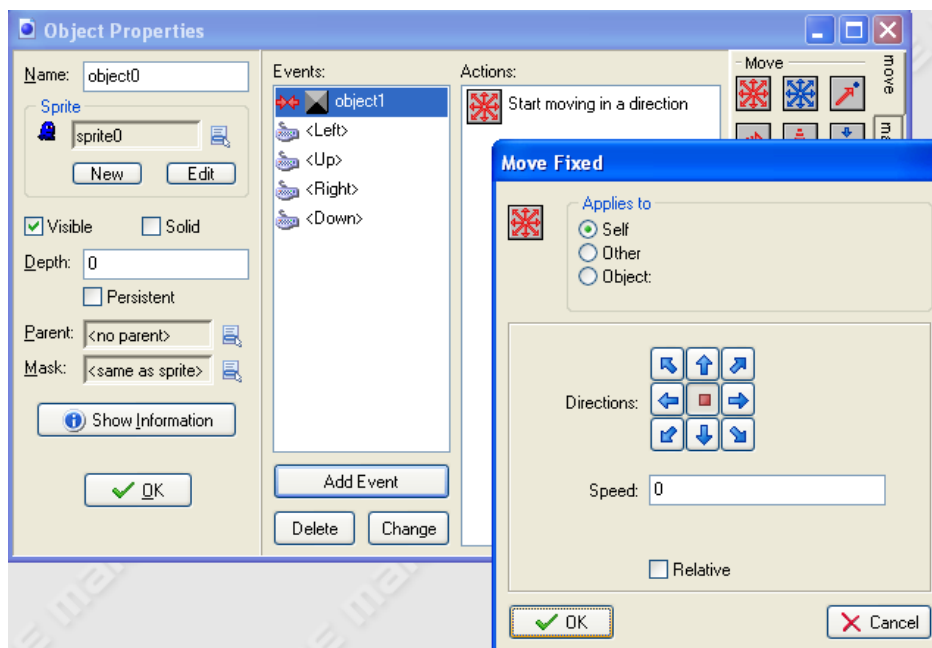 Object Properties
Name: object0
Sprite
sprite0
New Edit
Visible Solid
Depth: 0
Persistent
Parent: <no parent>
Mask: <same as sprite>
Show Information
OK
Events:
object1
<Left>
<Up>
<Right>
<Down>
Add Event
Delete Change
Actions:
Start moving in a direction
Move
move
Move Fixed
Applies to
Self
Other
Object:
Directions:
Speed: 0
Relative
OK Cancel